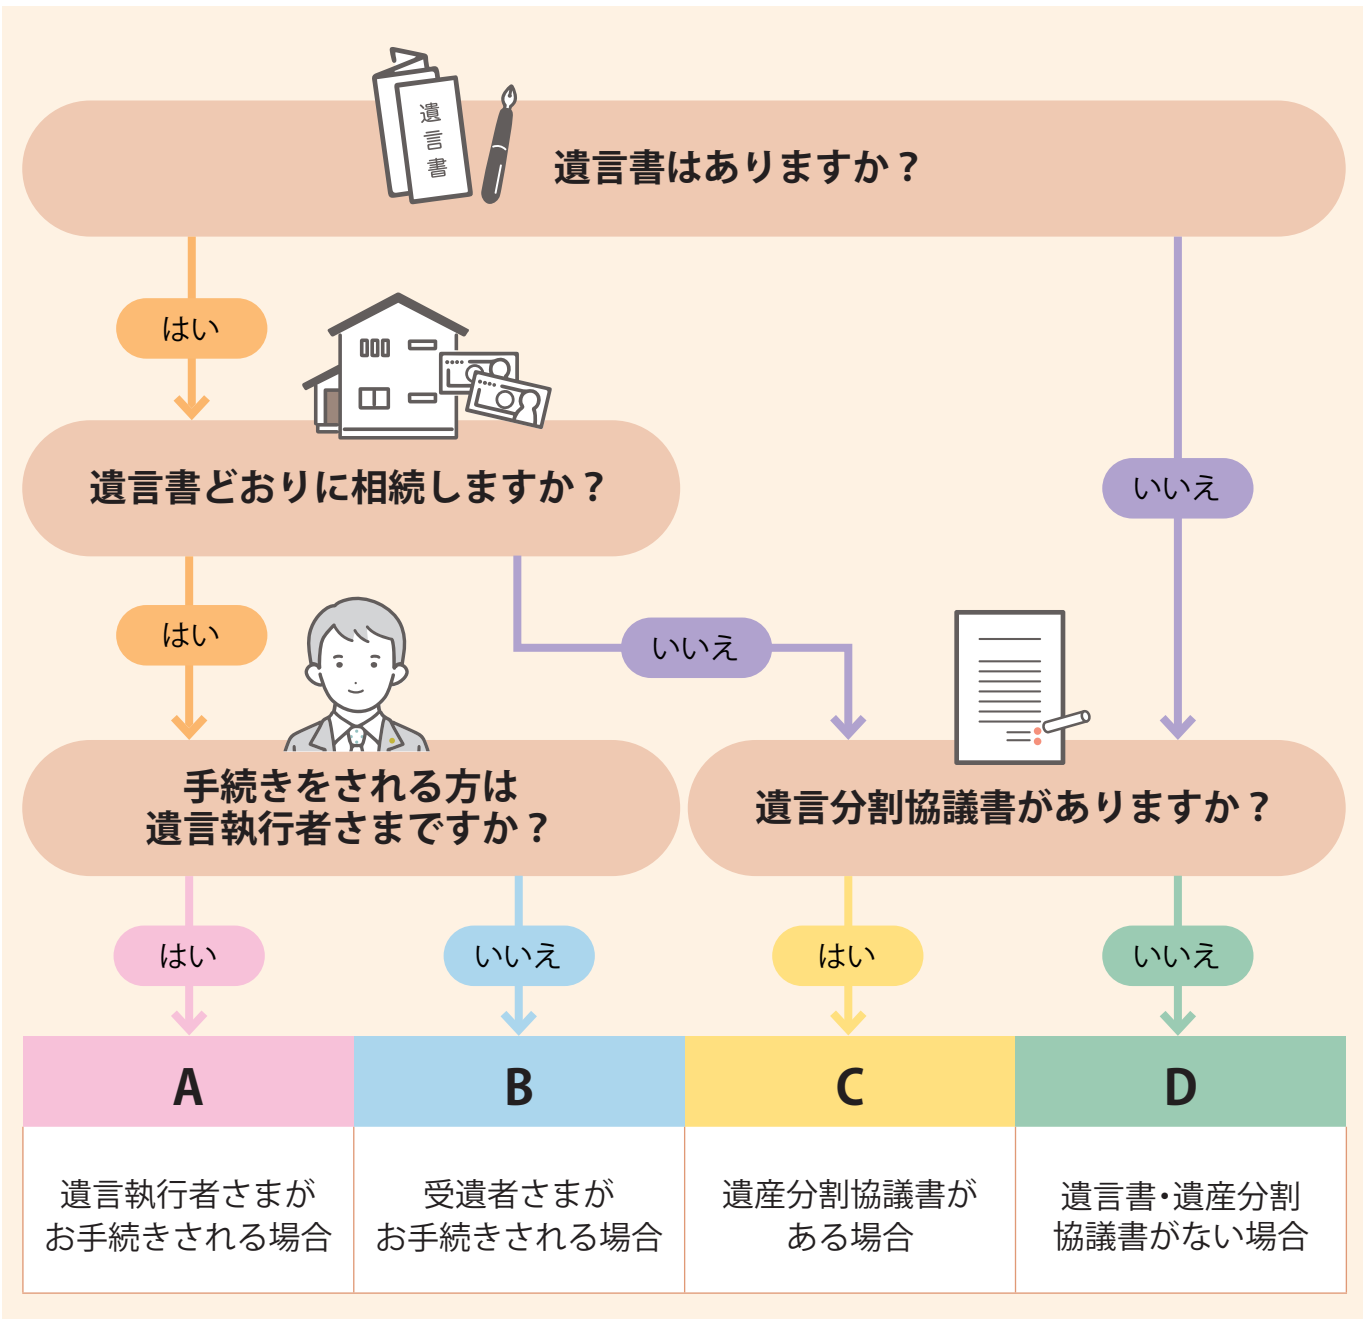 遺言書
遺言書はありますか？
はい
遺言書どおりに相続しますか？
いいえ
はい
いいえ
手続きをされる方は
遺言執行者さまですか？
遺言分割協議書がありますか？
はい
いいえ
はい
いいえ
A
B
C
D
遺言執行者さまが
お手続きされる場合
受遺者さまが
お手続きされる場合
遺産分割協議書が
ある場合
遺言書・遺産分割
協議書がない場合